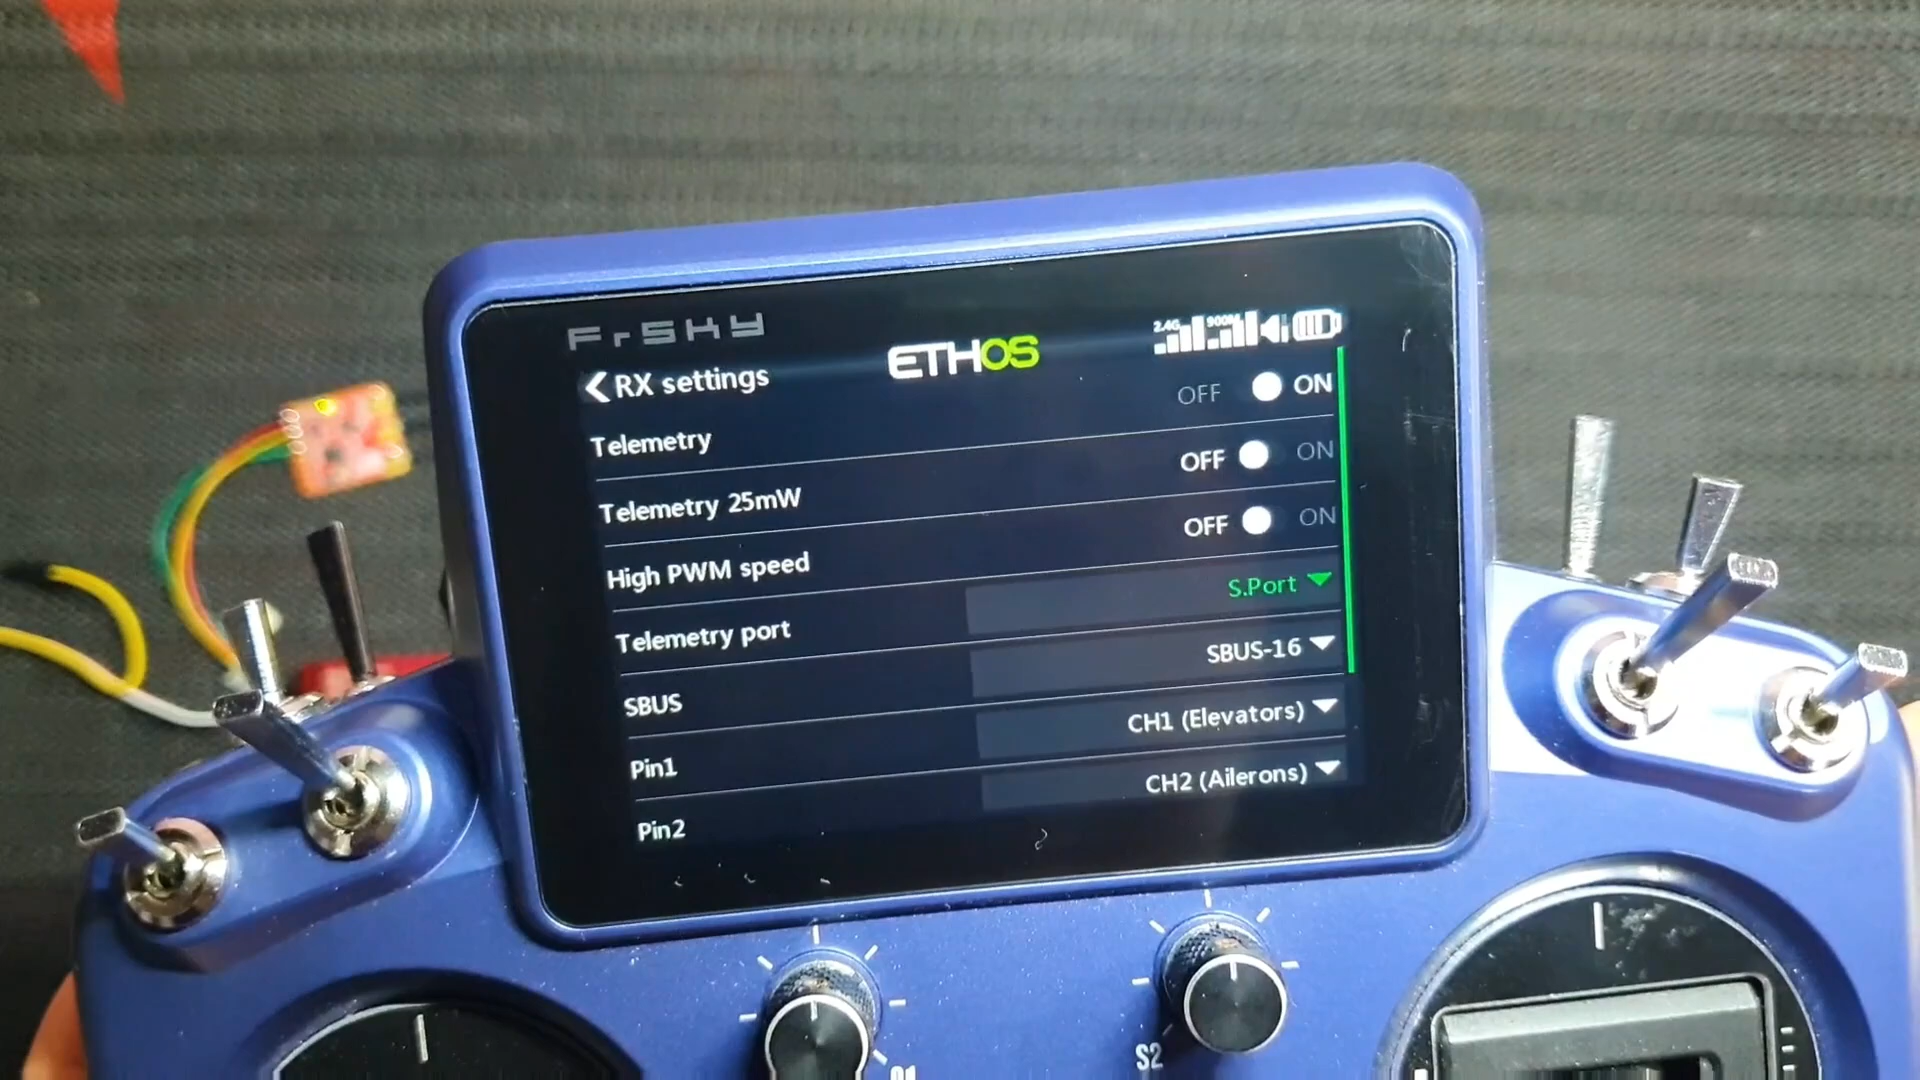 FrSKY
ETHOS
2.4G 900M
RX settings
Telemetry OFF ON
Telemetry 25mW OFF ON
High PWM speed OFF ON
Telemetry port S.Port
SBUS SBUS-16
Pin1 CH1 (Elevators)
Pin2 CH2 (Ailerons)
S2